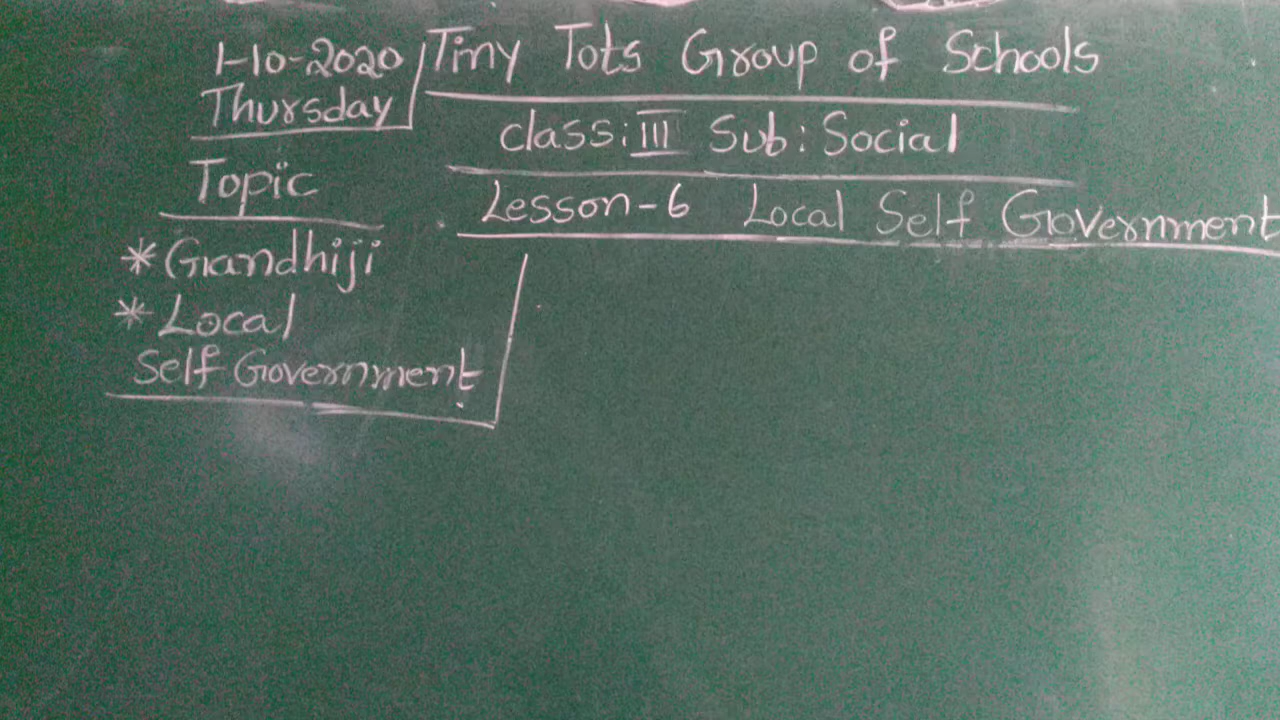 1-10-2020
Thursday
Tiny Tots Group of Schools
class: III Sub: Social
Lesson-6 Local Self Government
Topic
* Gandhiji
* Local
Self Government